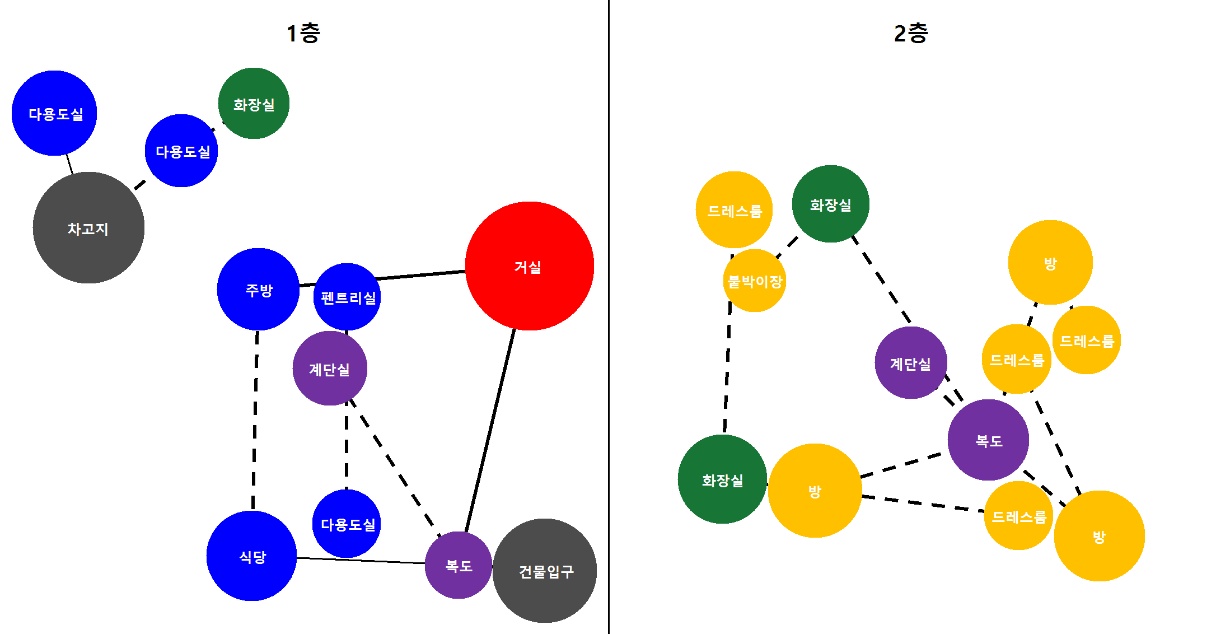 1층
다용도실
화장실
다용도실
차고지
거실
주방
펜트리실
계단실
다용도실
식당
복도
건물입구
2층
드레스룸
화장실
붙박이장
방
드레스룸
드레스룸
계단실
복도
화장실
방
드레스룸
방